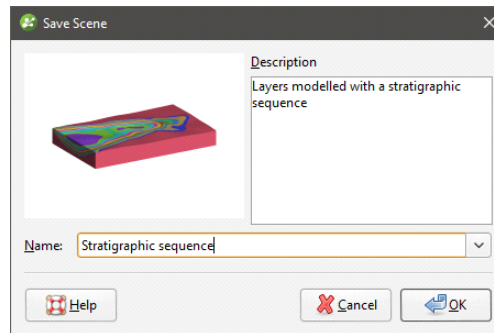 Save Scene
Description
Layers modelled with a stratigraphic
sequence
Name: Stratigraphic sequence
Help Cancel OK